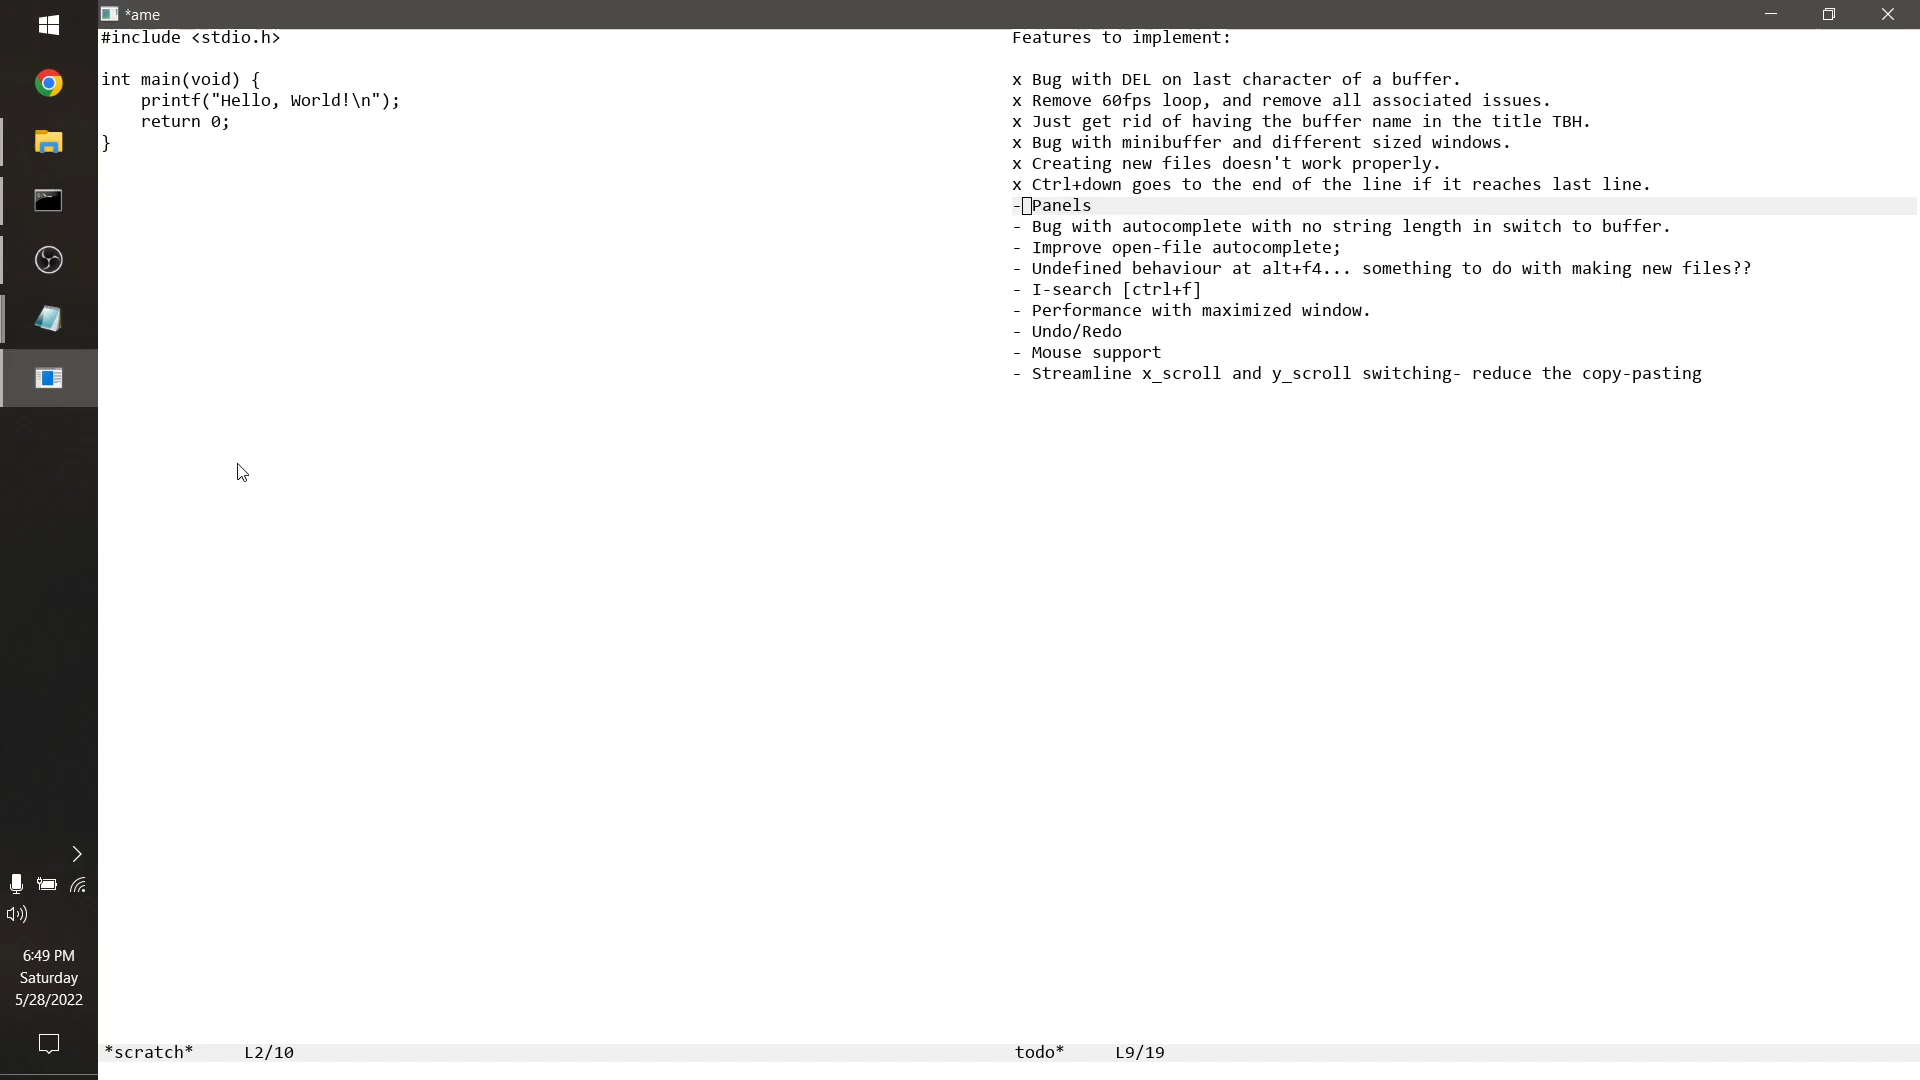 *ame
#include <stdio.h>

int main(void) {
    printf("Hello, World!\n");
    return 0;
}
Features to implement:

x Bug with DEL on last character of a buffer.
x Remove 60fps loop, and remove all associated issues.
x Just get rid of having the buffer name in the title TBH.
x Bug with minibuffer and different sized windows.
x Creating new files doesn't work properly.
x Ctrl+down goes to the end of the line if it reaches last line.
- Panels
- Bug with autocomplete with no string length in switch to buffer.
- Improve open-file autocomplete;
- Undefined behaviour at alt+f4... something to do with making new files??
- I-search [ctrl+f]
- Performance with maximized window.
- Undo/Redo
- Mouse support
- Streamline x_scroll and y_scroll switching- reduce the copy-pasting
*scratch*     L2/10
todo*     L9/19
6:49 PM
Saturday
5/28/2022